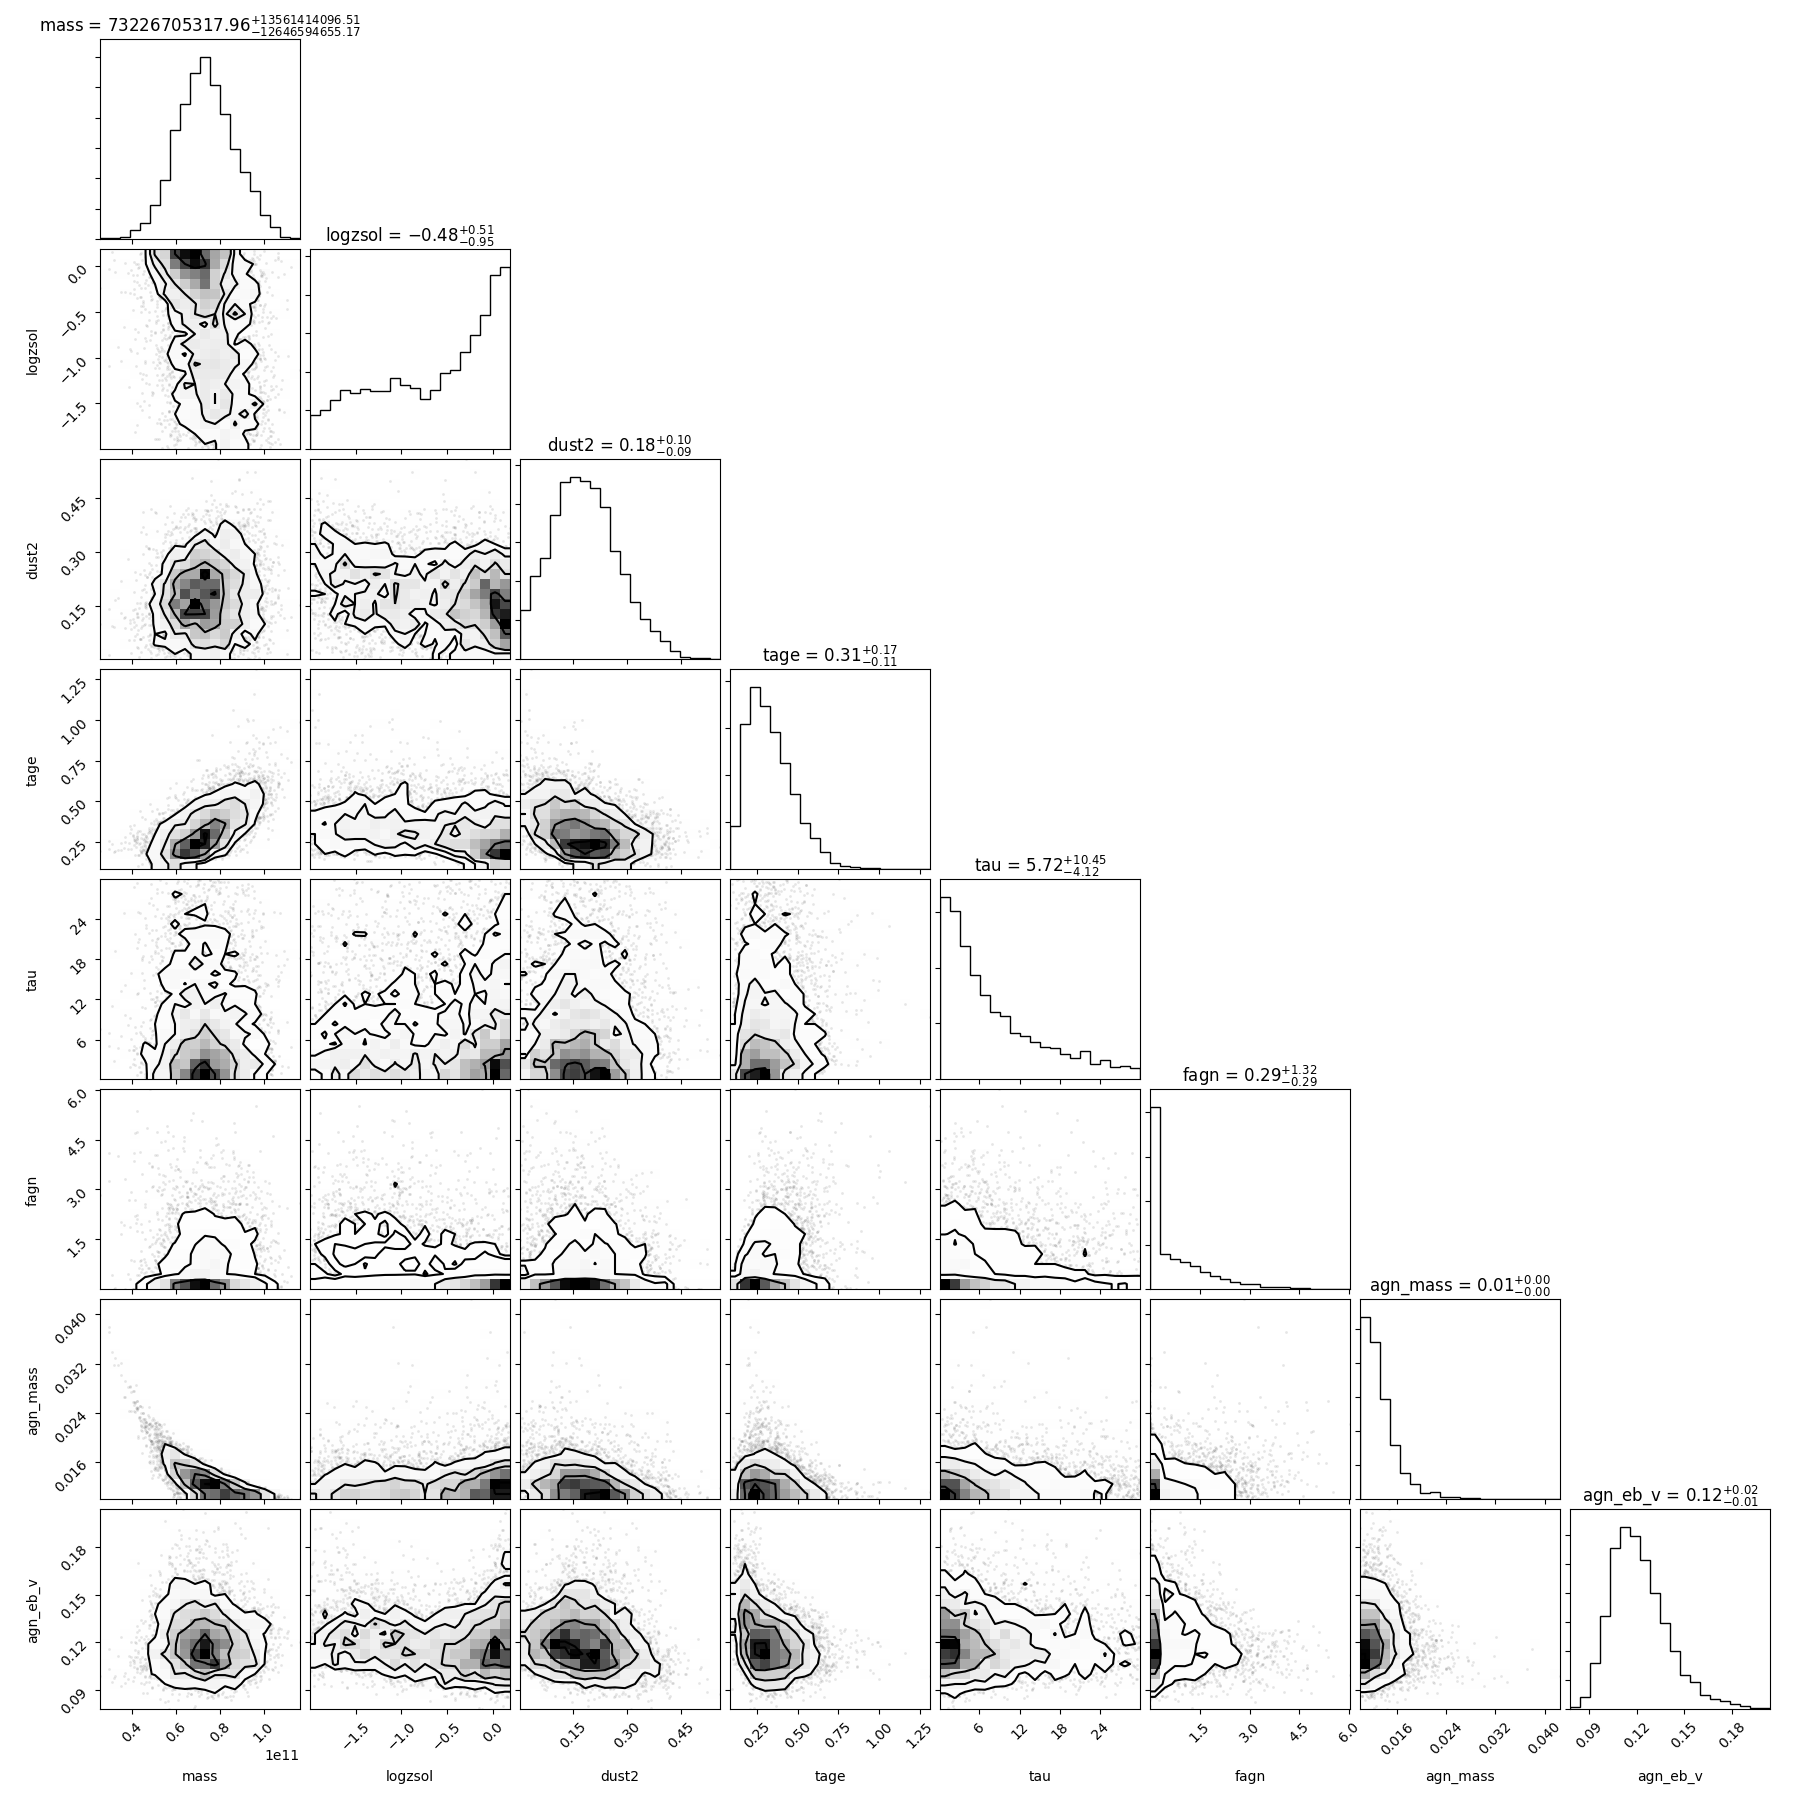 mass = 73226705317.96 +13561414096.51 −12646594655.17
logzsol = −0.48 +0.51 −0.95
0.0
−0.5
−1.0
−1.5
logzsol
dust2 = 0.18 +0.10 −0.09
0.45
0.30
0.15
dust2
tage = 0.31 +0.17 −0.11
1.25
1.00
0.75
0.50
0.25
tage
tau = 5.72 +10.45 −4.12
24
18
12
6
tau
fagn = 0.29 +1.32 −0.29
6.0
4.5
3.0
1.5
fagn
agn_mass = 0.01 +0.00 −0.00
0.040
0.032
0.024
0.016
agn_mass
agn_eb_v = 0.12 +0.02 −0.01
0.18
0.15
0.12
0.09
agn_eb_v
0.4 0.6 0.8 1.0 −1.5 −1.0 −0.5 0.0 0.15 0.30 0.45 0.25 0.50 0.75 1.00 1.25 6 12 18 24 1.5 3.0 4.5 6.0 0.016 0.024 0.032 0.040 0.09 0.12 0.15 0.18
1e11
mass logzsol dust2 tage tau fagn agn_mass agn_eb_v